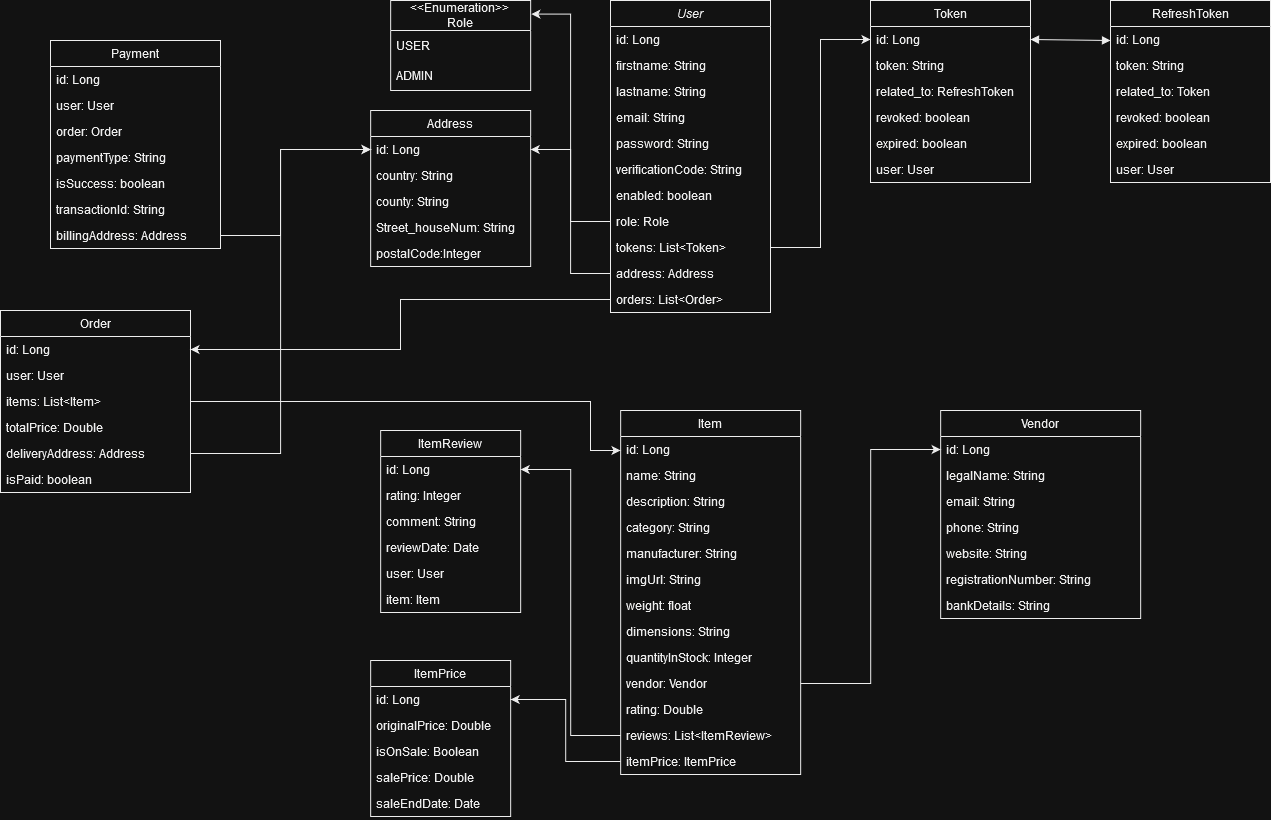 <<Enumeration>>
Role
USER
ADMIN
User
id: Long
firstname: String
lastname: String
email: String
password: String
verificationCode: String
enabled: boolean
role: Role
tokens: List<Token>
address: Address
orders: List<Order>
Token
id: Long
token: String
related_to: RefreshToken
revoked: boolean
expired: boolean
user: User
RefreshToken
id: Long
token: String
related_to: Token
revoked: boolean
expired: boolean
user: User
Payment
id: Long
user: User
order: Order
paymentType: String
isSuccess: boolean
transactionId: String
billingAddress: Address
Address
id: Long
country: String
county: String
Street_houseNum: String
postalCode:Integer
Order
id: Long
user: User
items: List<Item>
totalPrice: Double
deliveryAddress: Address
isPaid: boolean
ItemReview
id: Long
rating: Integer
comment: String
reviewDate: Date
user: User
item: Item
Item
id: Long
name: String
description: String
category: String
manufacturer: String
imgUrl: String
weight: float
dimensions: String
quantityInStock: Integer
vendor: Vendor
rating: Double
reviews: List<ItemReview>
itemPrice: ItemPrice
Vendor
id: Long
legalName: String
email: String
phone: String
website: String
registrationNumber: String
bankDetails: String
ItemPrice
id: Long
originalPrice: Double
isOnSale: Boolean
salePrice: Double
saleEndDate: Date